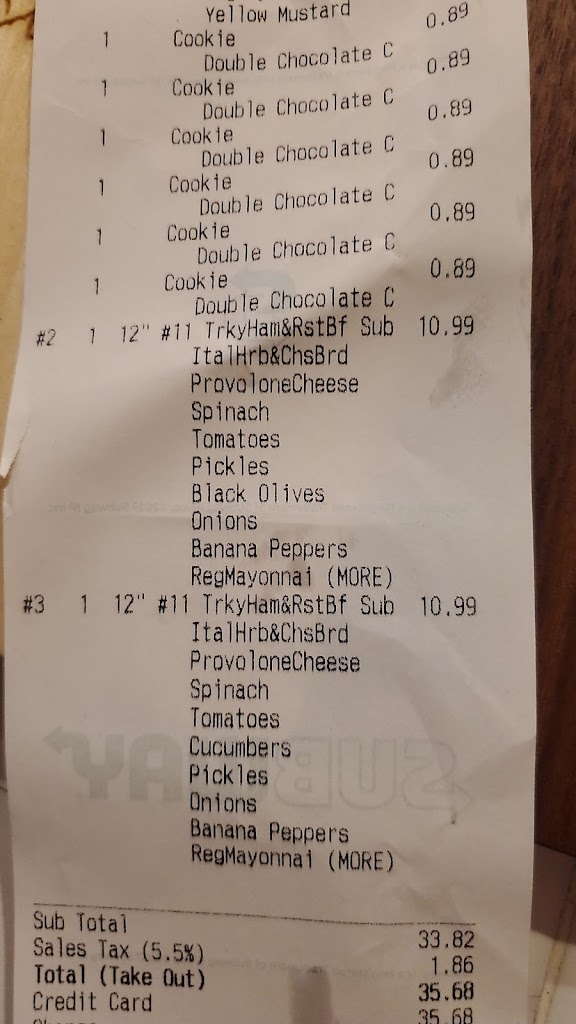 Yellow Mustard
1 Cookie 0.89
Double Chocolate C
1 Cookie 0.89
Double Chocolate C
1 Cookie 0.89
Double Chocolate C
1 Cookie 0.89
Double Chocolate C
1 Cookie 0.89
Double Chocolate C
1 Cookie 0.89
Double Chocolate C
#2 1 12" #11 TrkyHam&RstBf Sub 10.99
ItalHrb&ChsBrd
ProvoloneCheese
Spinach
Tomatoes
Pickles
Black Olives
Onions
Banana Peppers
RegMayonnai (MORE)
#3 1 12" #11 TrkyHam&RstBf Sub 10.99
ItalHrb&ChsBrd
ProvoloneCheese
Spinach
Tomatoes
Cucumbers
Pickles
Onions
Banana Peppers
RegMayonnai (MORE)
SUBWAY
Sub Total 33.82
Sales Tax (5.5%) 1.86
Total (Take Out) 35.68
Credit Card 35.68